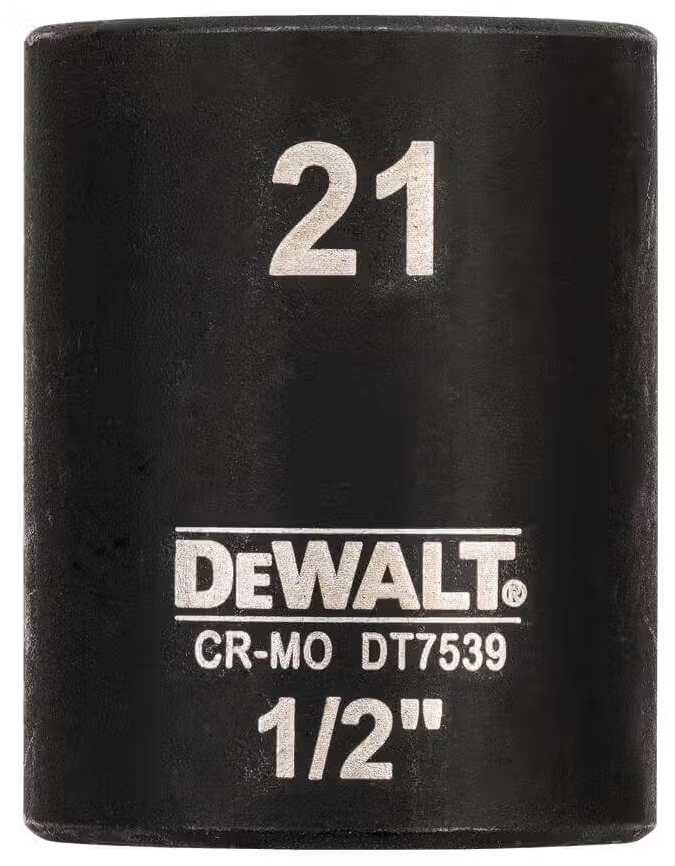 21
DEWALT®
CR-MO DT7539
1/2"